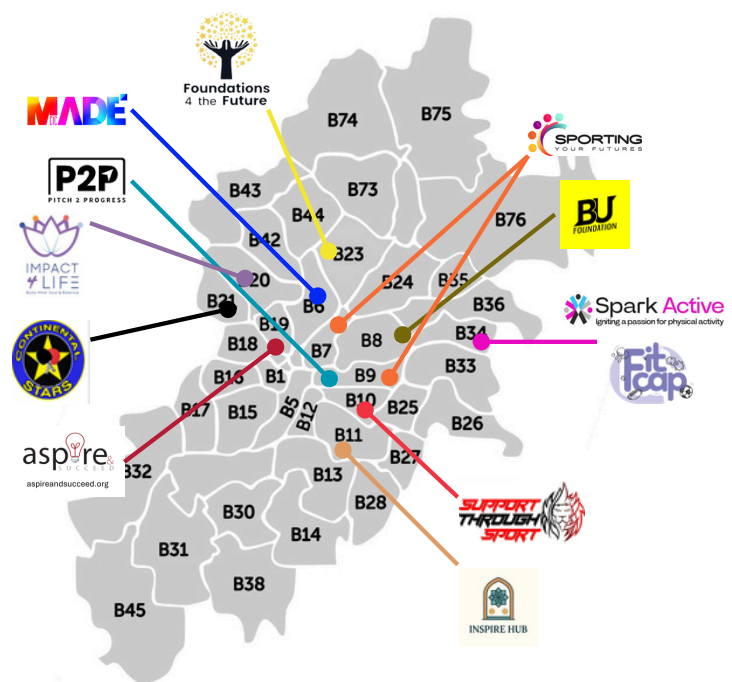 Foundations
4 the Future
MADE
P2P
PITCH 2 PROGRESS
IMPACT
4 LIFE
CONTINENTAL
STARS
aspire&
SUCCEED
aspireandsucceed.org
SPORTING
YOUR FUTURES
BU
FOUNDATION
Spark Active
Igniting a passion for physical activity
Fit
cap
SUPPORT
THROUGH
SPORT
INSPIRE HUB
B75
B74
B43
B73
B44
B76
B42
B23
20
B24
B35
B21
B6
B36
B19
B34
B18
B7
B8
B33
B16
B1
B9
B17
B15
B5
B12
B10
B25
B26
B11
B27
B32
B13
B28
B30
B14
B31
B38
B45